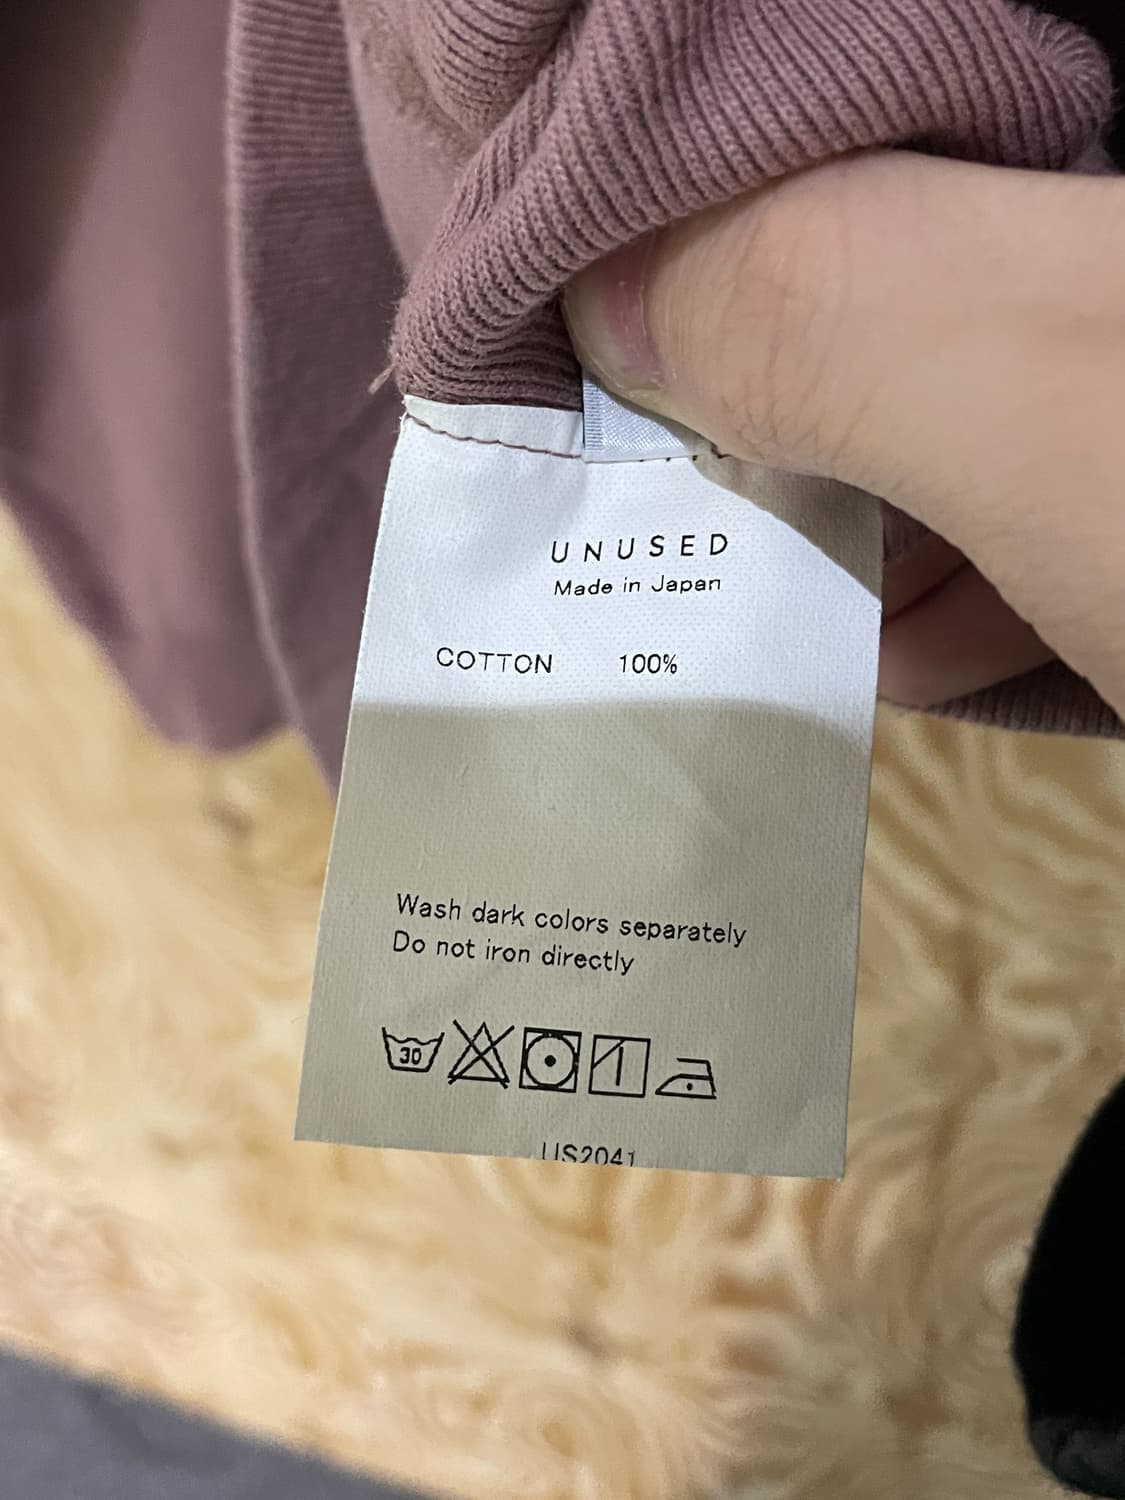 UNUSED
Made in Japan
COTTON 100%
Wash dark colors separately
Do not iron directly
30
US2041